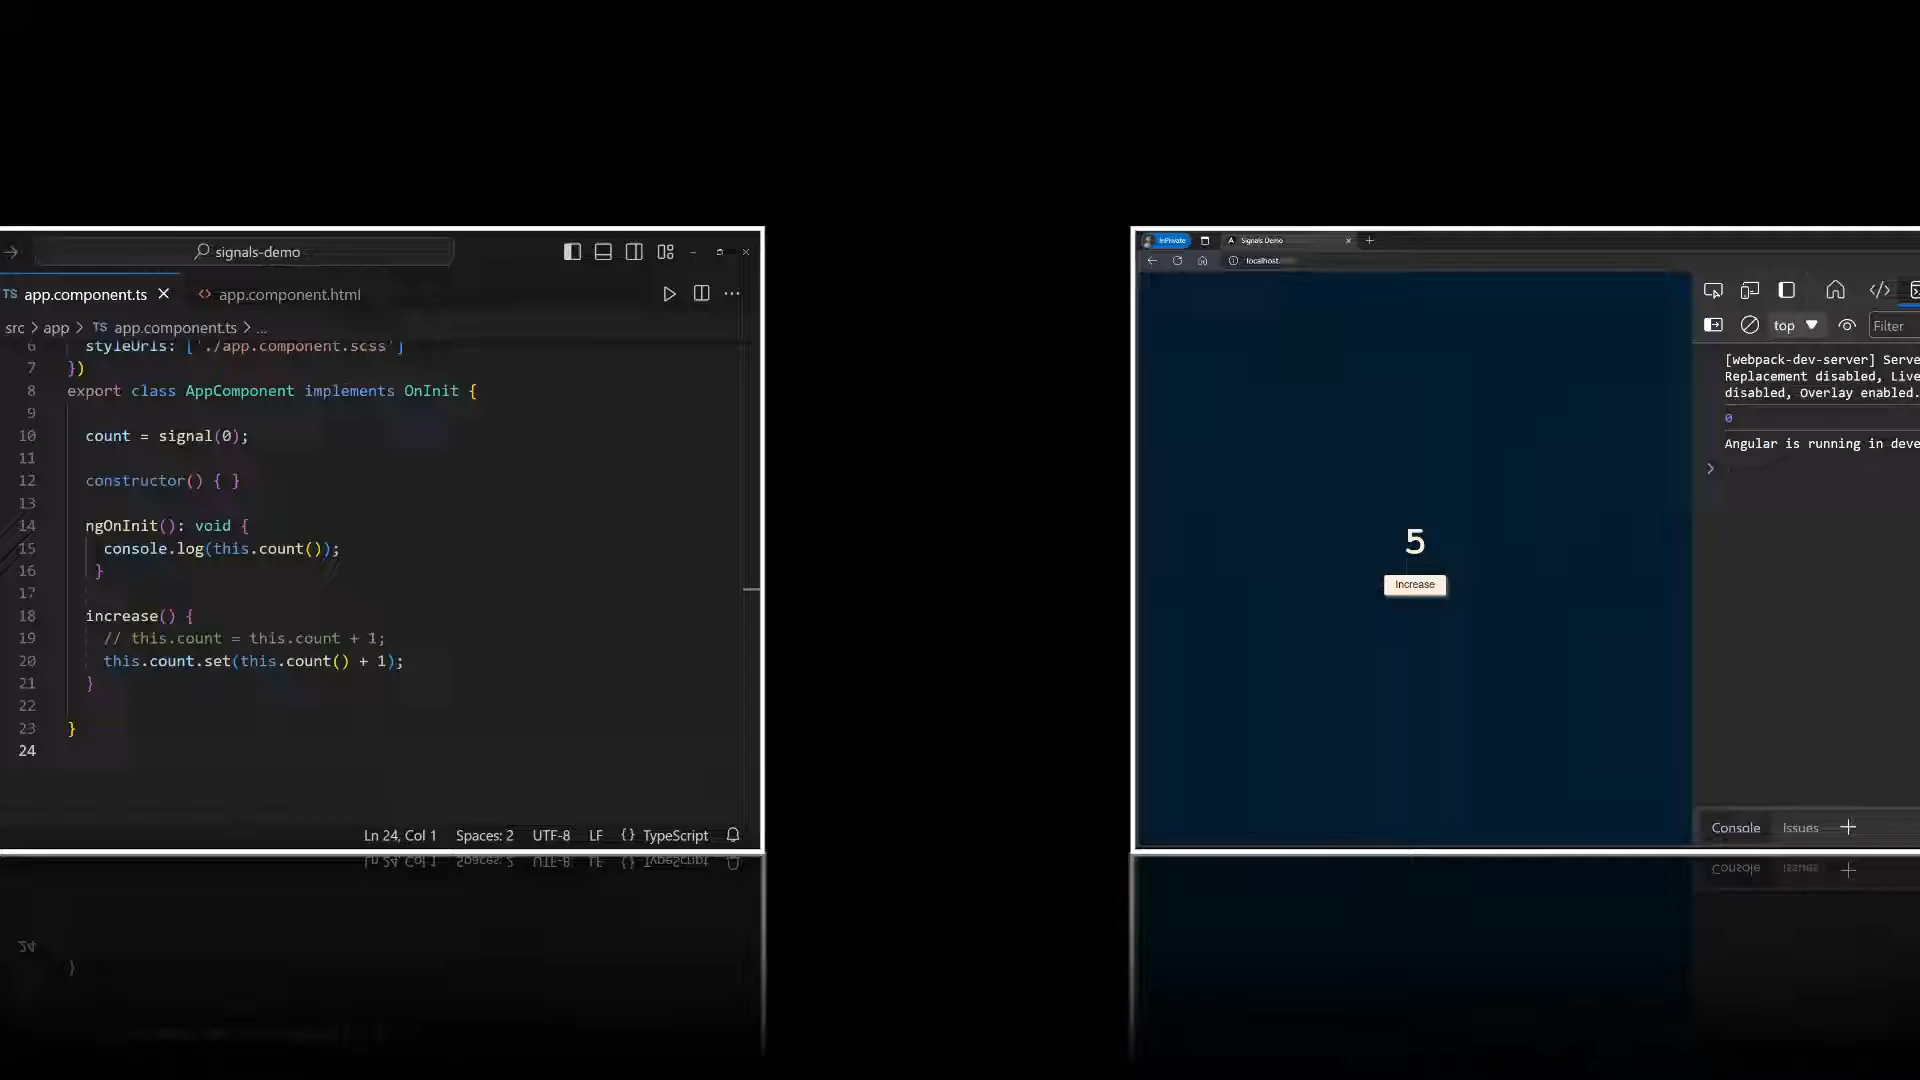 signals-demo
TS app.component.ts
<> app.component.html
src > app > TS app.component.ts > ...
6 styleUrls: ['./app.component.scss']
7 })
8 export class AppComponent implements OnInit {
9
10 count = signal(0);
11
12 constructor() { }
13
14 ngOnInit(): void {
15 console.log(this.count());
16 }
17
18 increase() {
19 // this.count = this.count + 1;
20 this.count.set(this.count() + 1);
21 }
22
23 }
24
Ln 24, Col 1 Spaces: 2 UTF-8 LF {} TypeScript
InPrivate
Signals Demo
localhost
5
Increase
top
Filter
[webpack-dev-server] Serve
Replacement disabled, Live
disabled, Overlay enabled.
0
Angular is running in deve
Console Issues